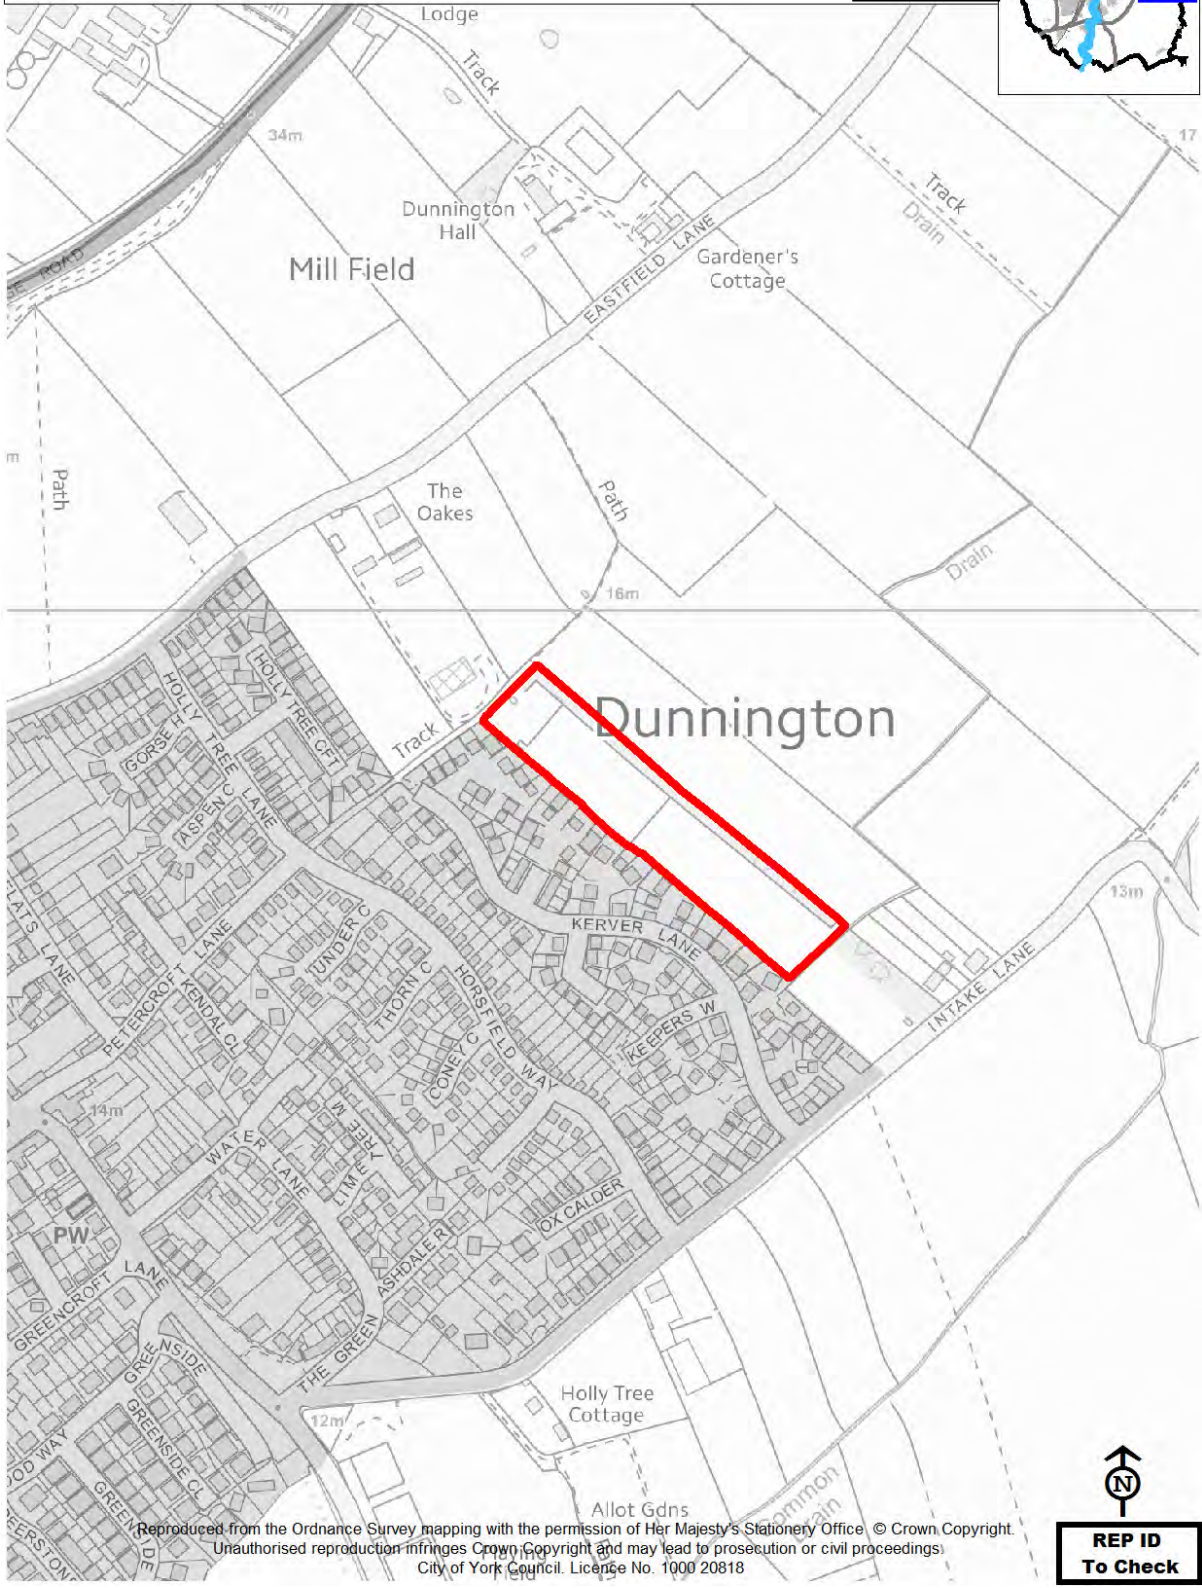 Lodge
Track
34m
17
Track
Drain
Dunnington
Hall
EASTFIELD LANE
Gardener's
Cottage
Mill Field
ROAD
Path
The
Oakes
Path
Drain
16m
HOLLY TREE CFT
HOLLY TREE LANE
GORSE H
Dunnington
Track
ASPEN C
13m
KERVER LANE
LANE
PETERCROFT LANE
UNDER C
THORN C
HORSFIELD WAY
INTAKE LANE
KENDAL CL
KEEPERS W
CONEY C
14m
LIME TREE M
WATER LANE
OX CALDER
PW
ASHDALE R
GREENCROFT LANE
GREENSIDE
THE GREEN
Holly Tree
Cottage
12m
GREENSIDE CL
WAY
Allot Gdns
Common
Drain
N
Reproduced from the Ordnance Survey mapping with the permission of Her Majesty's Stationery Office © Crown Copyright.
Unauthorised reproduction infringes Crown Copyright and may lead to prosecution or civil proceedings.
Playing
Field
City of York Council. Licence No. 1000 20818
REP ID
To Check